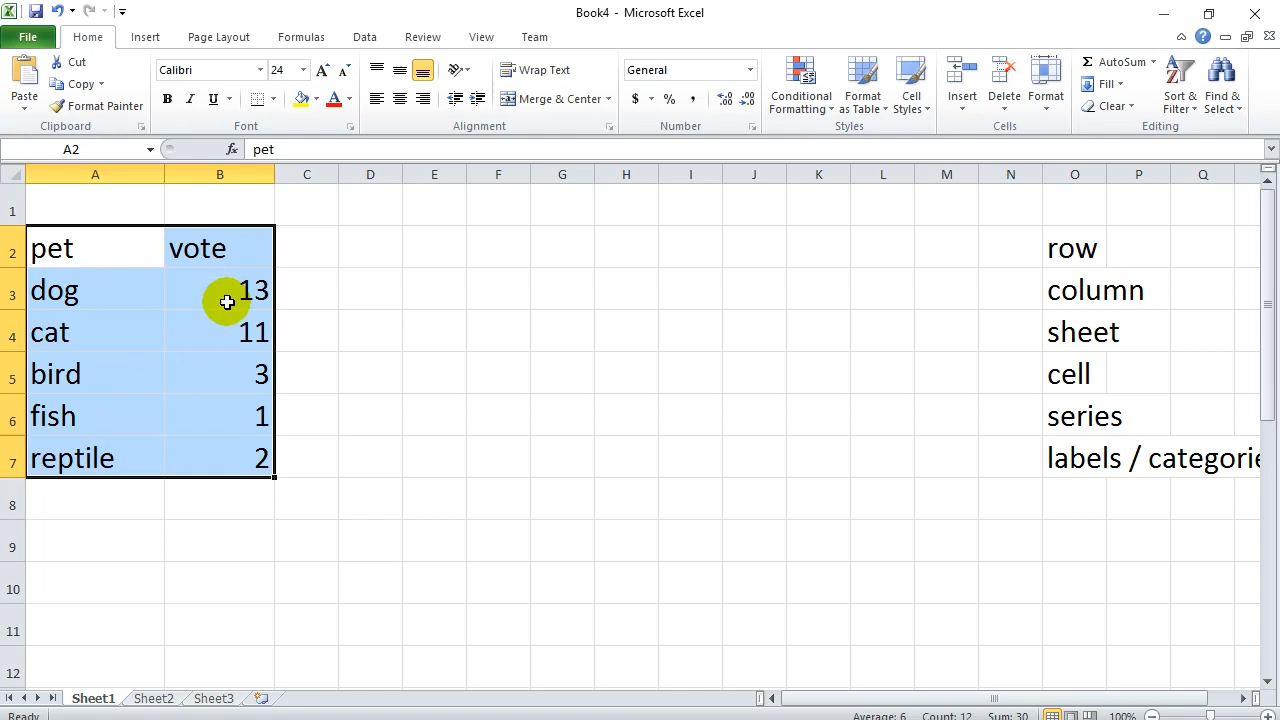 Book4 - Microsoft Excel
File Home Insert Page Layout Formulas Data Review View Team
Paste
Cut
Copy
Format Painter
Clipboard
Calibri 24
B I U A
Font
Wrap Text
Merge & Center
Alignment
General
$ % ,
Number
Conditional Formatting
Format as Table
Cell Styles
Styles
Insert
Delete
Format
Cells
AutoSum
Fill
Clear
Sort & Filter
Find & Select
Editing
A2 fx pet
A B C D E F G H I J K L M N O P Q
1
2 pet vote row
3 dog 13 column
4 cat 11 sheet
5 bird 3 cell
6 fish 1 series
7 reptile 2 labels / categorie
8
9
10
11
12
Sheet1 Sheet2 Sheet3
Ready Average: 6 Count: 12 Sum: 30 100%